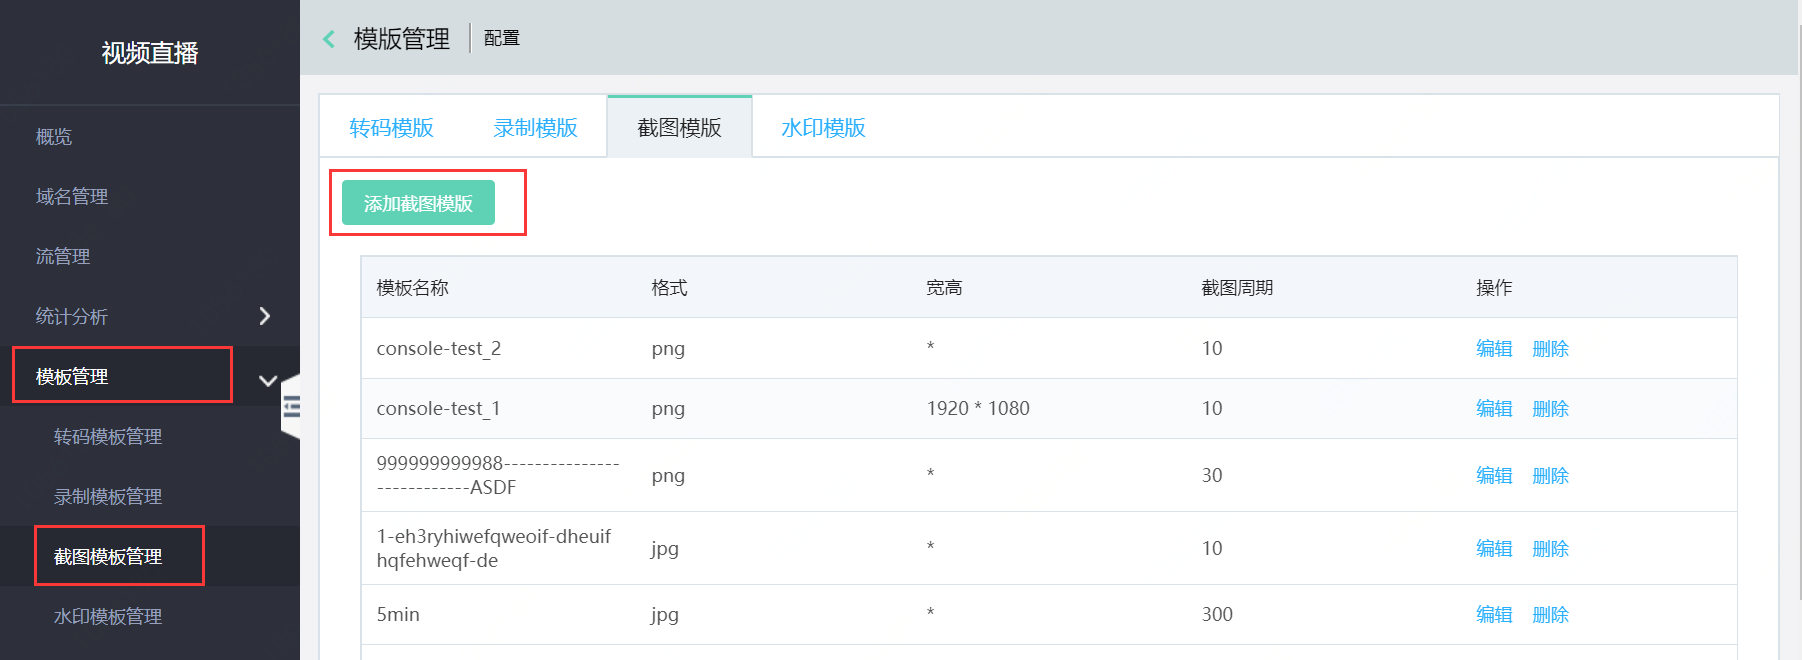 视频直播
概览
域名管理
流管理
统计分析
模板管理
转码模板管理
录制模板管理
截图模板管理
水印模板管理
模版管理 配置
转码模版 录制模版 截图模版 水印模版
添加截图模版
模板名称 格式 宽高 截图周期 操作
console-test_2 png * 10 编辑 删除
console-test_1 png 1920 * 1080 10 编辑 删除
999999999988---------------
------------ASDF png * 30 编辑 删除
1-eh3ryhiwefqweoif-dheuif
hqfehweqf-de jpg * 10 编辑 删除
5min jpg * 300 编辑 删除